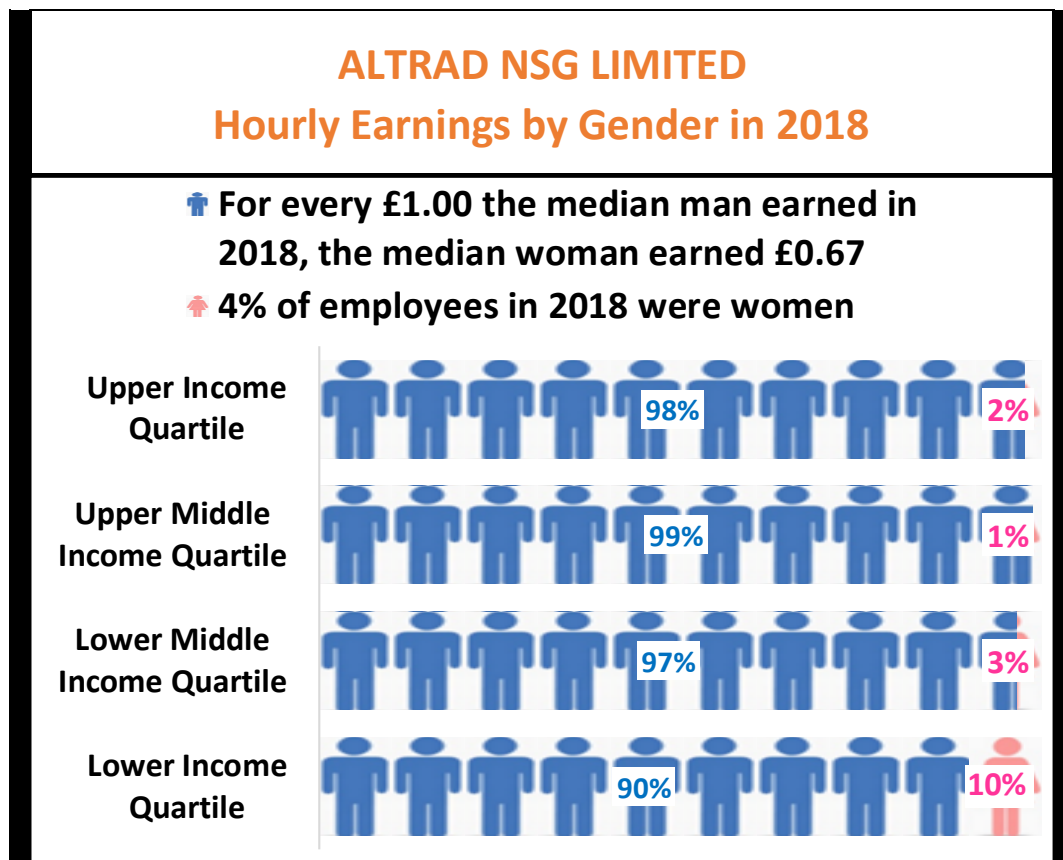 ALTRAD NSG LIMITED
Hourly Earnings by Gender in 2018
For every £1.00 the median man earned in
2018, the median woman earned £0.67
4% of employees in 2018 were women
Upper Income
Quartile
98%
2%
Upper Middle
Income Quartile
99%
1%
Lower Middle
Income Quartile
97%
3%
Lower Income
Quartile
90%
10%